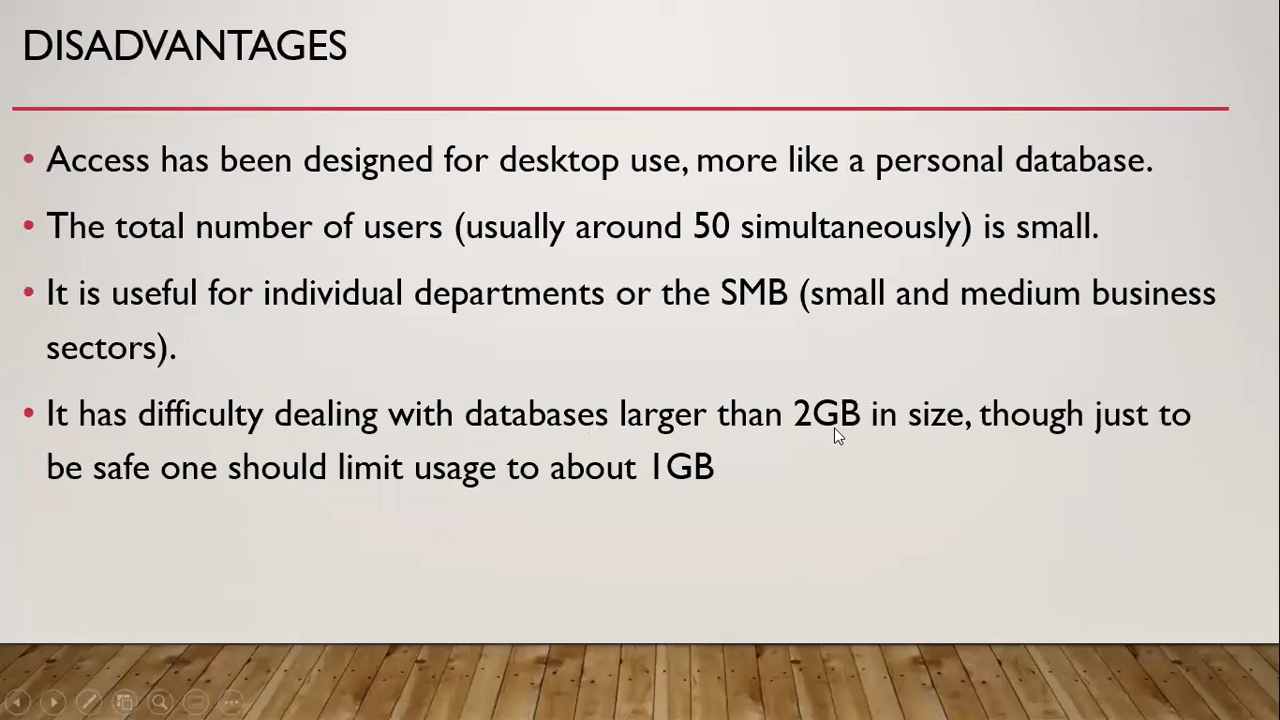 DISADVANTAGES
• Access has been designed for desktop use, more like a personal database.
• The total number of users (usually around 50 simultaneously) is small.
• It is useful for individual departments or the SMB (small and medium business
sectors).
• It has difficulty dealing with databases larger than 2GB in size, though just to
be safe one should limit usage to about 1GB